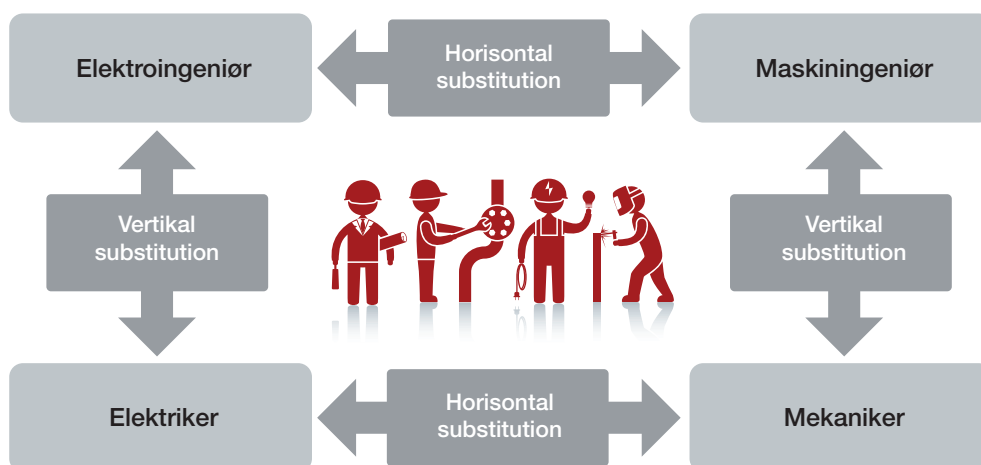 Elektroingeniør
Horisontal
substitution
Maskiningeniør
Vertikal
substitution
Vertikal
substitution
Elektriker
Horisontal
substitution
Mekaniker